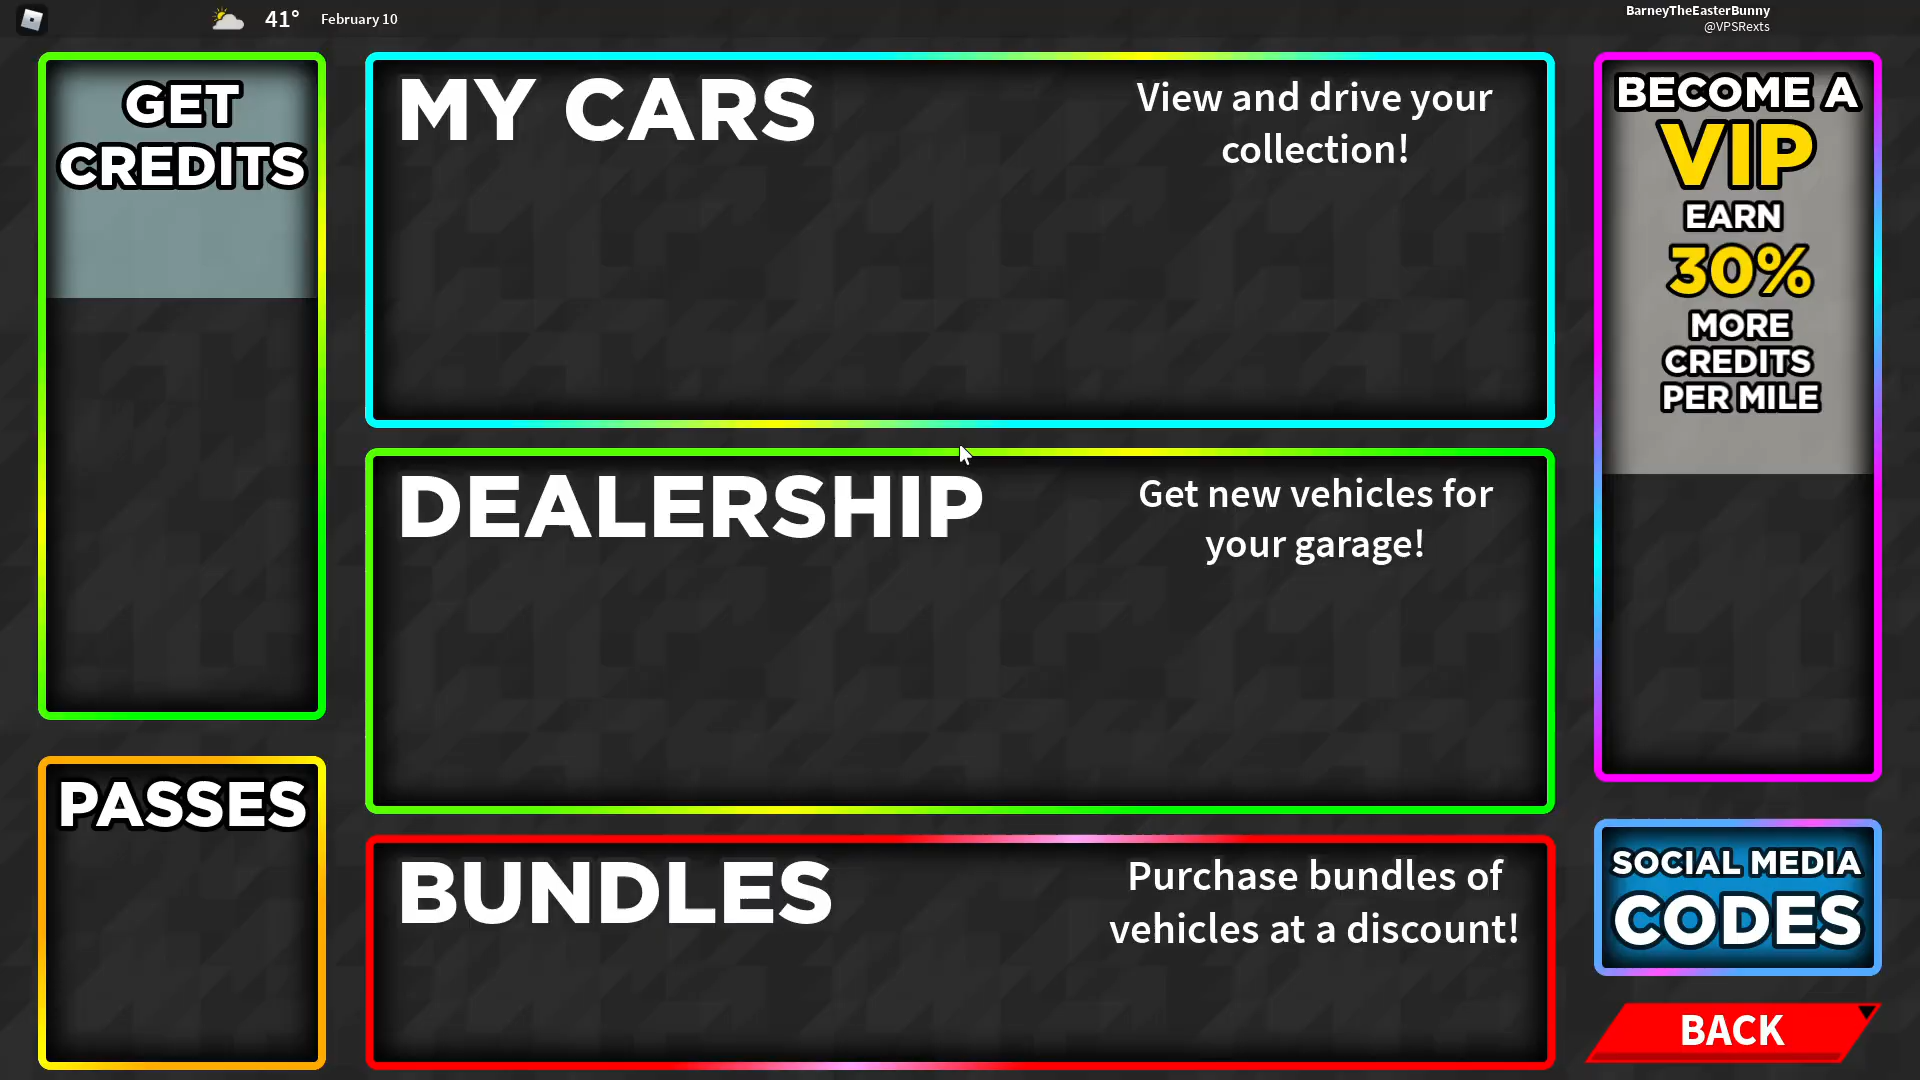 41° February 10
BarneyTheEasterBunny
@VPSRexts
GET
CREDITS
MY CARS
View and drive your
collection!
BECOME A
VIP
EARN
30%
MORE
CREDITS
PER MILE
DEALERSHIP
Get new vehicles for
your garage!
PASSES
BUNDLES
Purchase bundles of
vehicles at a discount!
SOCIAL MEDIA
CODES
BACK